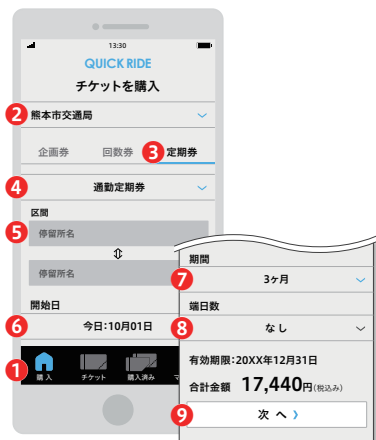 13:30
QUICK RIDE
チケットを購入
2 熊本市交通局
企画券 回数券 3 定期券
4 通勤定期券
区間
5 停留所名
⇕
停留所名
開始日
6 今日:10月01日
1 購入 チケット 購入済み
期間
7 3ヶ月
端日数
8 なし
有効期限:20XX年12月31日
合計金額 17,440円(税込み)
9 次へ ❯